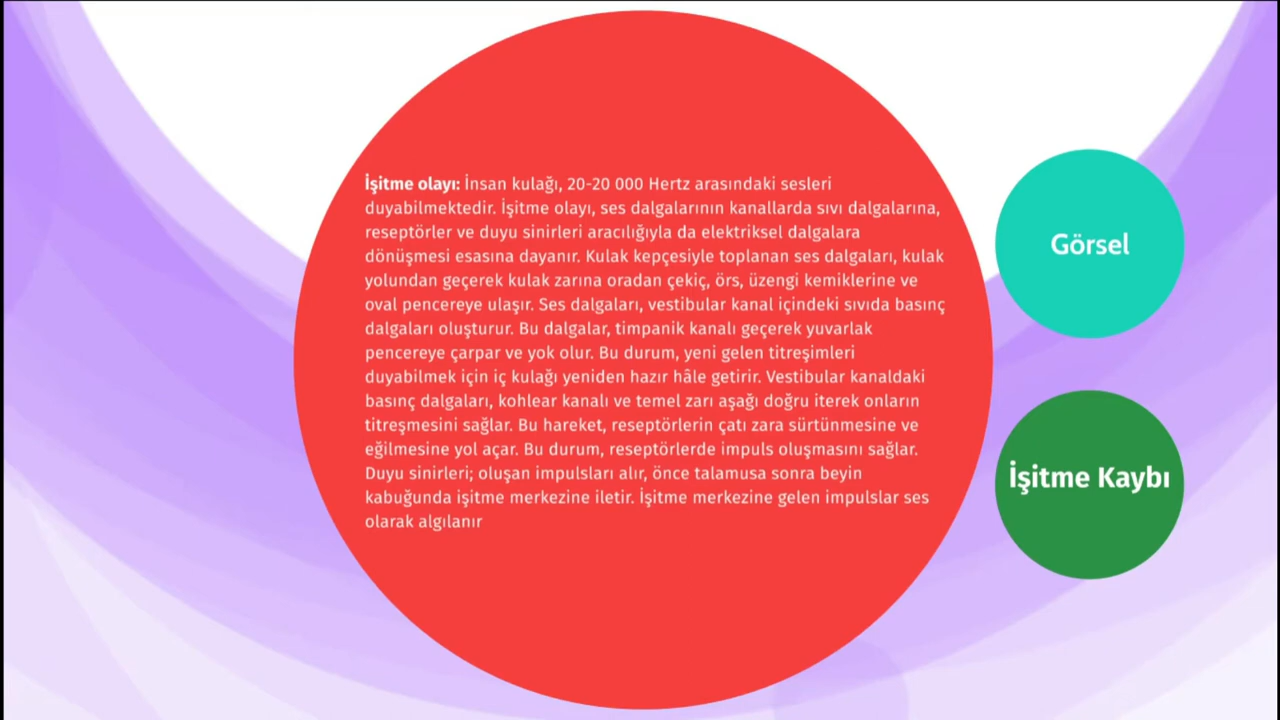 İşitme olayı: İnsan kulağı, 20-20 000 Hertz arasındaki sesleri
duyabilmektedir. İşitme olayı, ses dalgalarının kanallarda sıvı dalgalarına,
reseptörler ve duyu sinirleri aracılığıyla da elektriksel dalgalara
dönüşmesi esasına dayanır. Kulak kepçesiyle toplanan ses dalgaları, kulak
yolundan geçerek kulak zarına oradan çekiç, örs, üzengi kemiklerine ve
oval pencereye ulaşır. Ses dalgaları, vestibular kanal içindeki sıvıda basınç
dalgaları oluşturur. Bu dalgalar, timpanik kanalı geçerek yuvarlak
pencereye çarpar ve yok olur. Bu durum, yeni gelen titreşimleri
duyabilmek için iç kulağı yeniden hazır hâle getirir. Vestibular kanaldaki
basınç dalgaları, kohlear kanalı ve temel zarı aşağı doğru iterek onların
titreşmesini sağlar. Bu hareket, reseptörlerin çatı zara sürtünmesine ve
eğilmesine yol açar. Bu durum, reseptörlerde impuls oluşmasını sağlar.
Duyu sinirleri; oluşan impulsları alır, önce talamusa sonra beyin
kabuğunda işitme merkezine iletir. İşitme merkezine gelen impulslar ses
olarak algılanır
Görsel
İşitme Kaybı